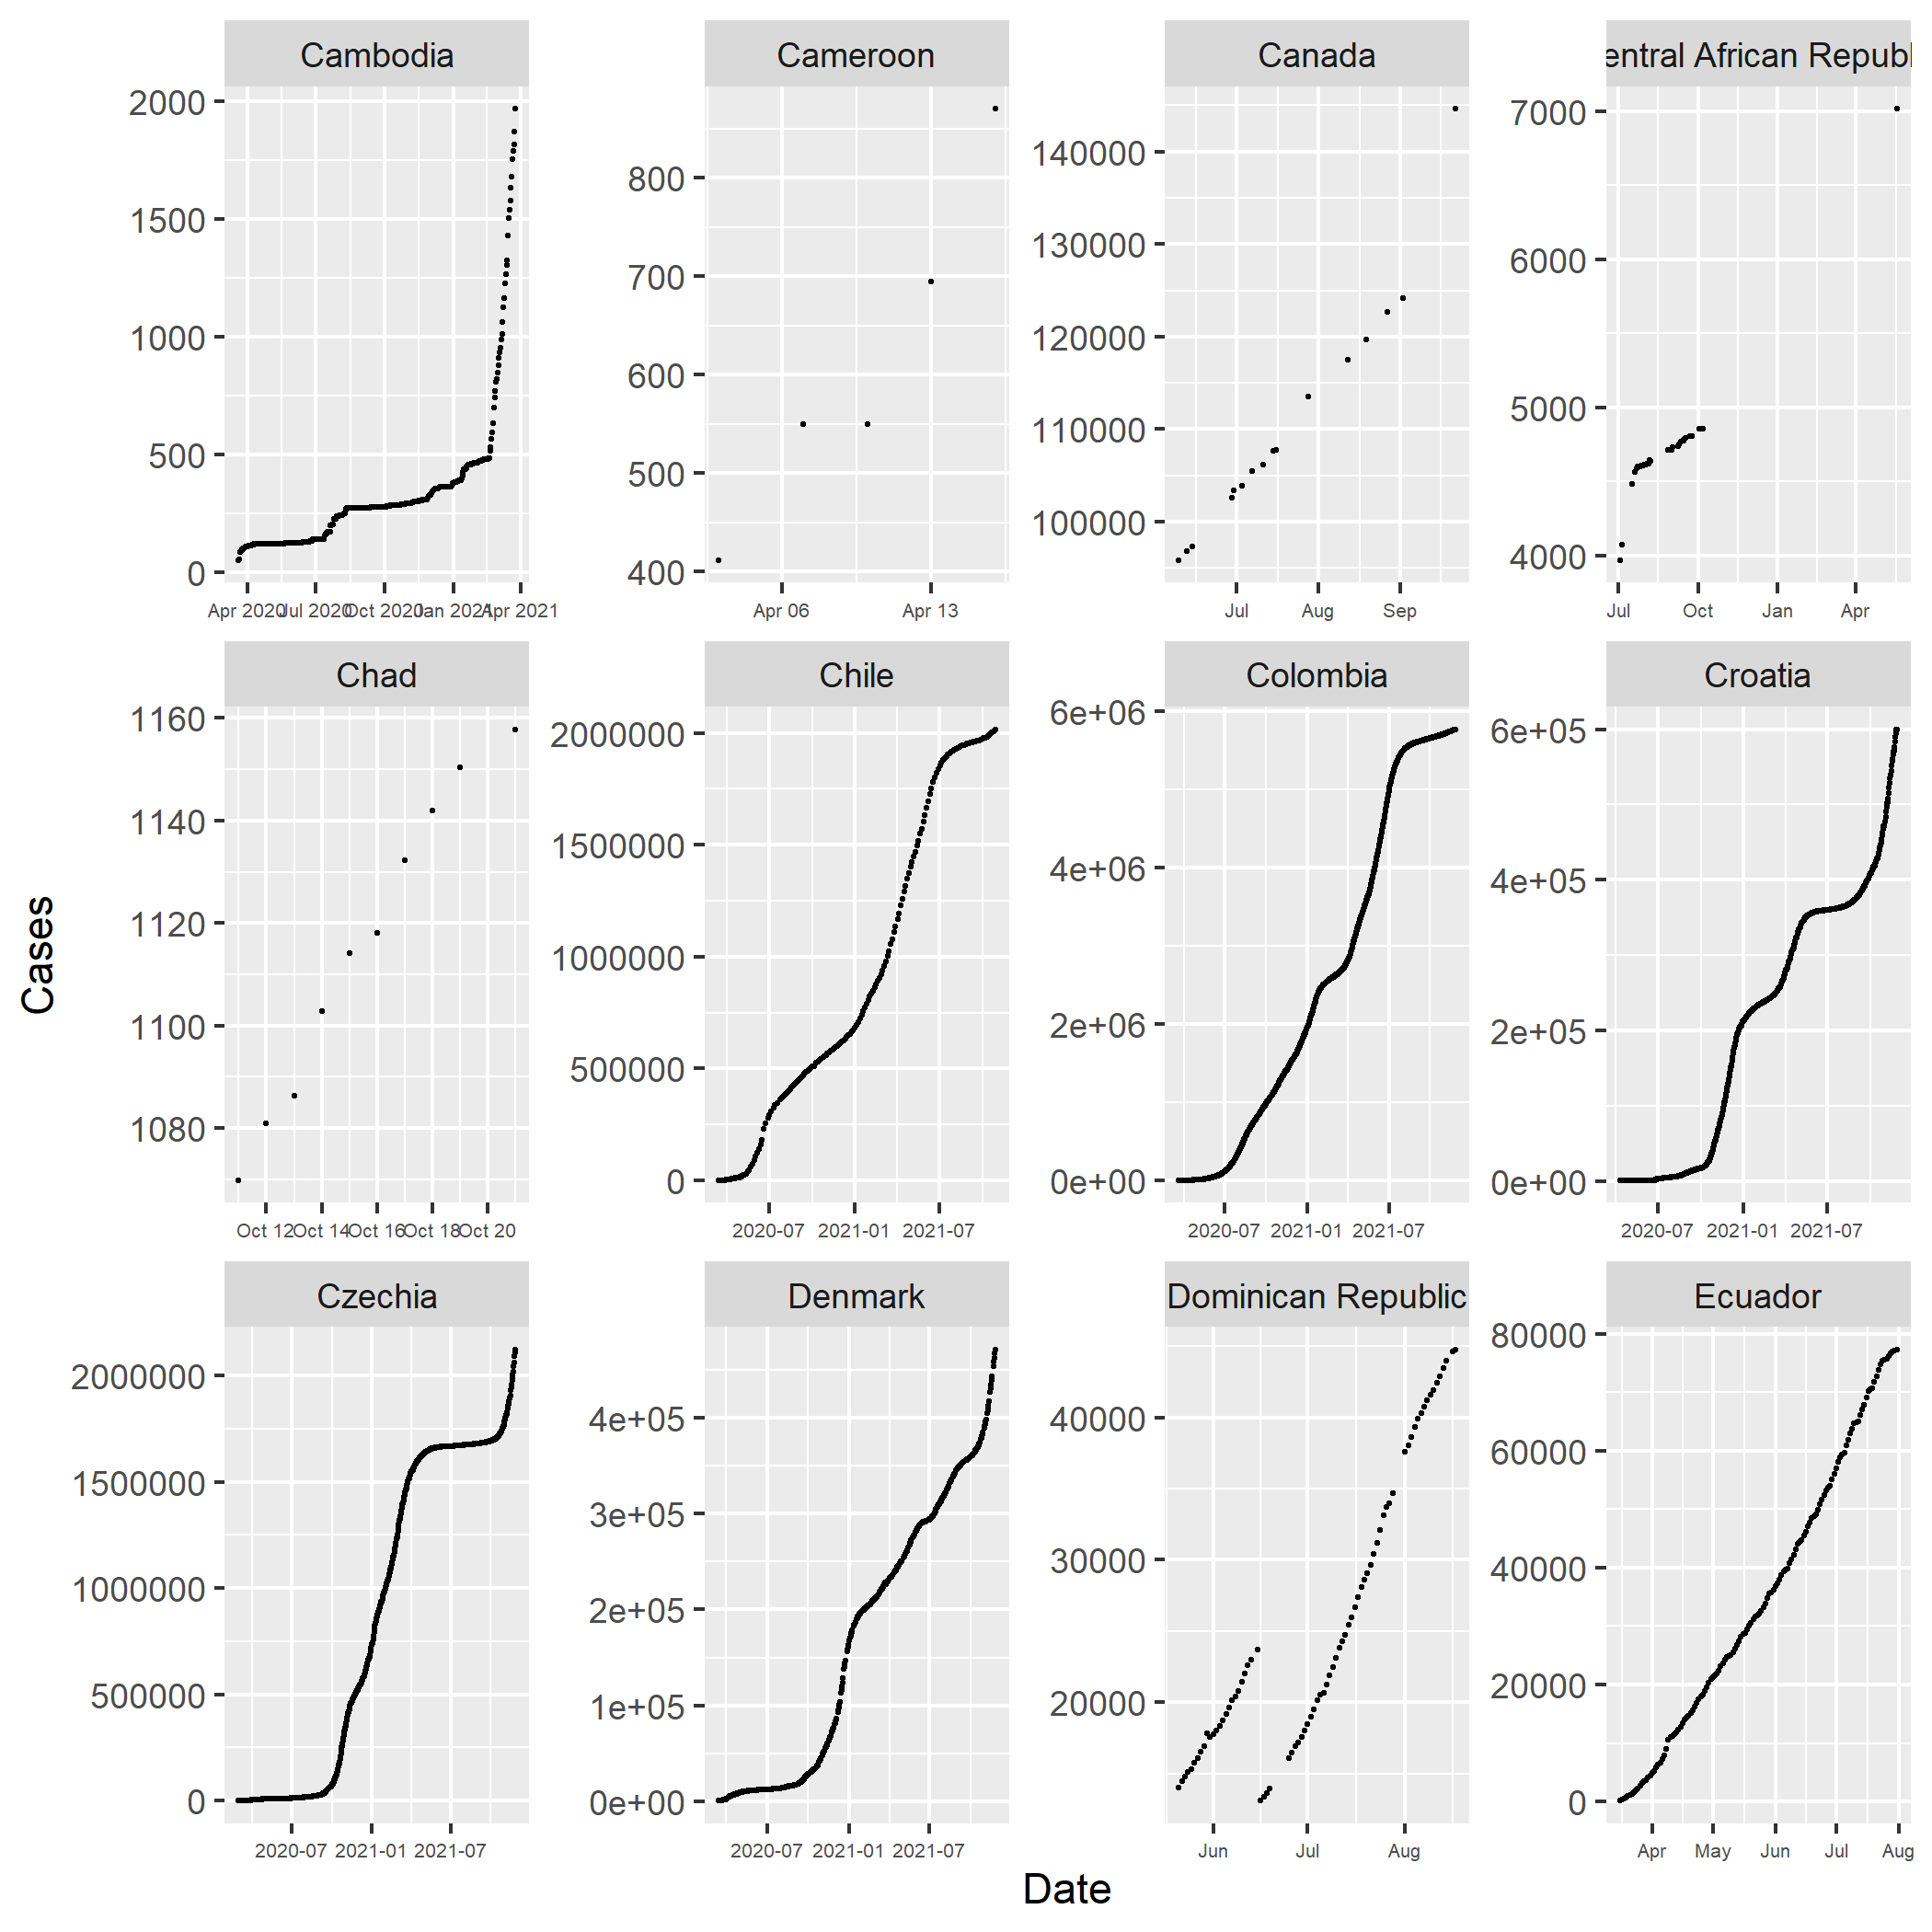 Cambodia
Cameroon
Canada
entral African Republ
2000
1500
1000
500
0
800
700
600
500
400
140000
130000
120000
110000
100000
7000
6000
5000
4000
Apr 2020 Jul 2020 Oct 2020 Jan 2021 Apr 2021
Apr 06 Apr 13
Jul Aug Sep
Jul Oct Jan Apr
Chad
Chile
Colombia
Croatia
1160
1140
1120
1100
1080
2000000
1500000
1000000
500000
0
6e+06
4e+06
2e+06
0e+00
6e+05
4e+05
2e+05
0e+00
Oct 12 Oct 14 Oct 16 Oct 18 Oct 20
2020-07 2021-01 2021-07
2020-07 2021-01 2021-07
2020-07 2021-01 2021-07
Czechia
Denmark
Dominican Republic
Ecuador
2000000
1500000
1000000
500000
0
4e+05
3e+05
2e+05
1e+05
0e+00
40000
30000
20000
80000
60000
40000
20000
0
2020-07 2021-01 2021-07
2020-07 2021-01 2021-07
Jun Jul Aug
Apr May Jun Jul Aug
Cases
Date